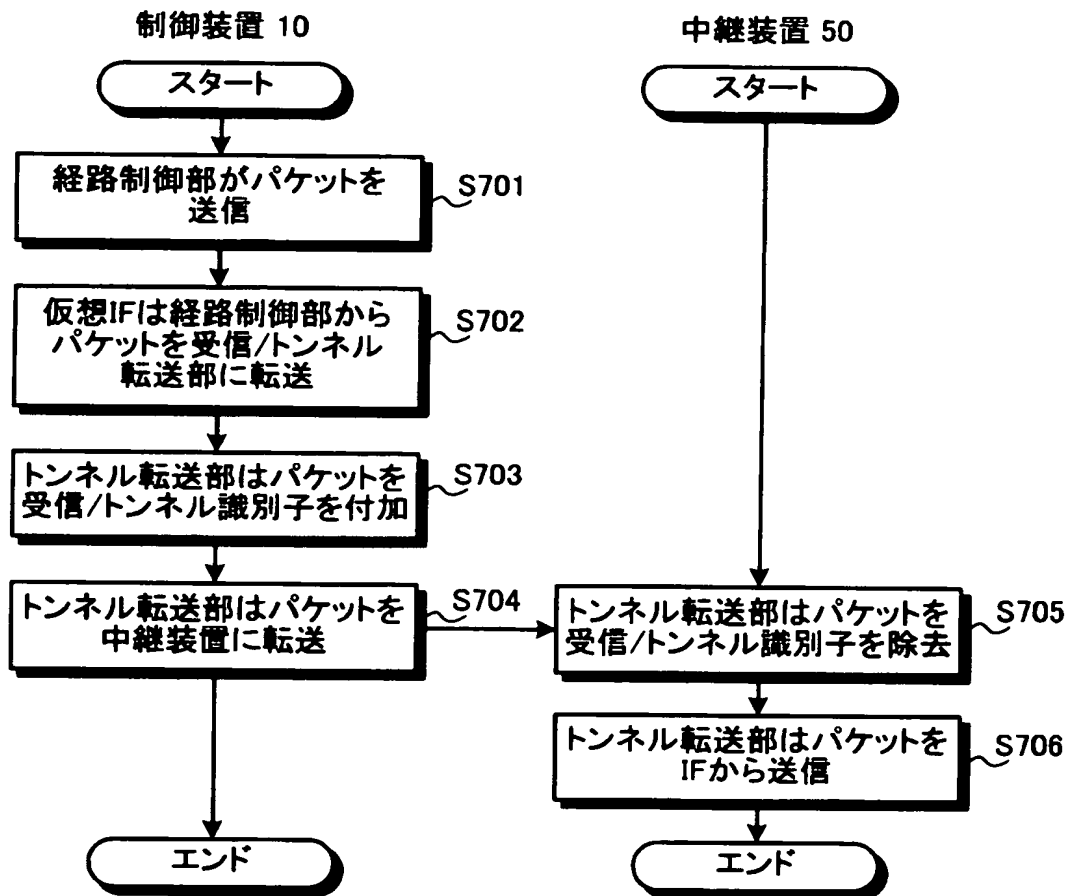 制御装置 10
スタート
経路制御部がパケットを
送信
S701
仮想IFは経路制御部から
パケットを受信/トンネル
転送部に転送
S702
トンネル転送部はパケットを
受信/トンネル識別子を付加
S703
トンネル転送部はパケットを
中継装置に転送
S704
エンド
中継装置 50
スタート
トンネル転送部はパケットを
受信/トンネル識別子を除去
S705
トンネル転送部はパケットを
IFから送信
S706
エンド